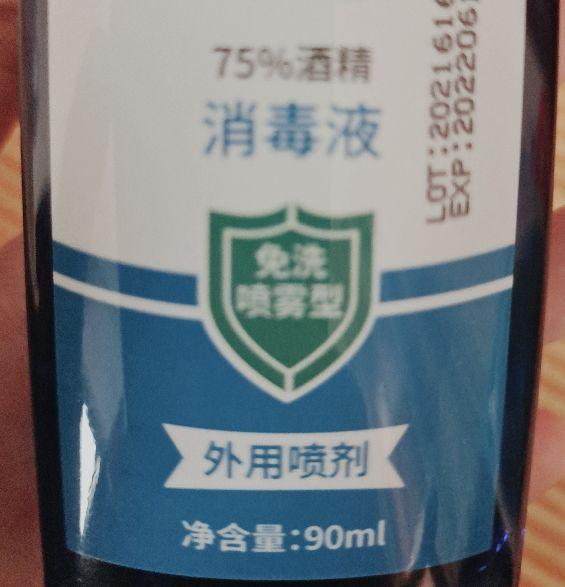 75%酒精
消毒液
LOT:2021616
EXP:202206
免洗
喷雾型
外用喷剂
净含量:90ml